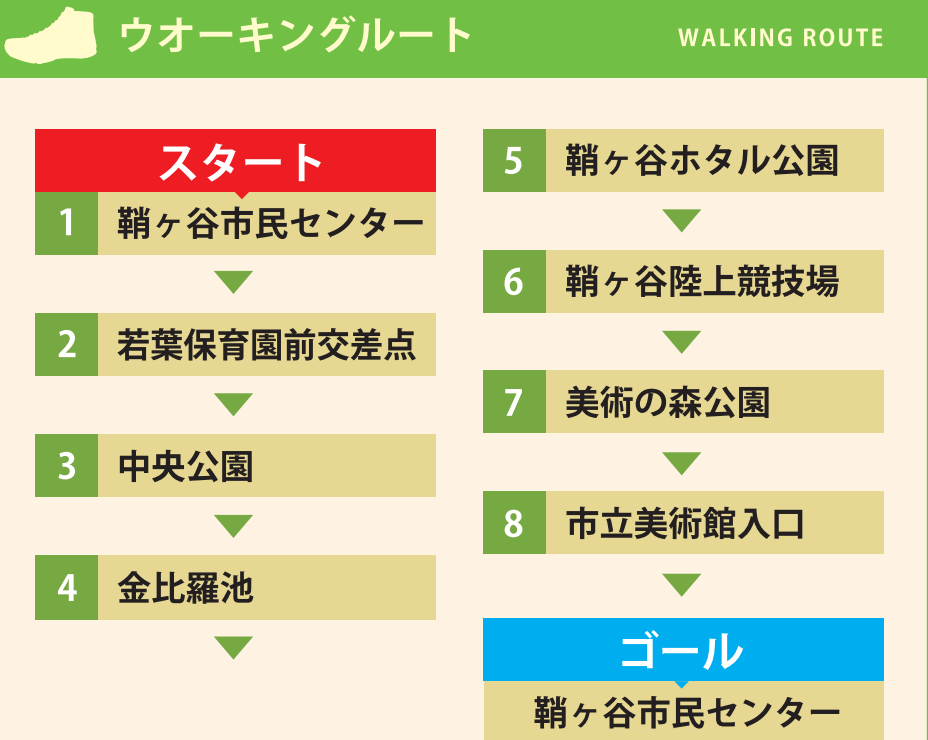 ウオーキングルート
WALKING ROUTE
スタート
1 鞘ヶ谷市民センター
2 若葉保育園前交差点
3 中央公園
4 金比羅池
5 鞘ヶ谷ホタル公園
6 鞘ヶ谷陸上競技場
7 美術の森公園
8 市立美術館入口
ゴール
鞘ヶ谷市民センター